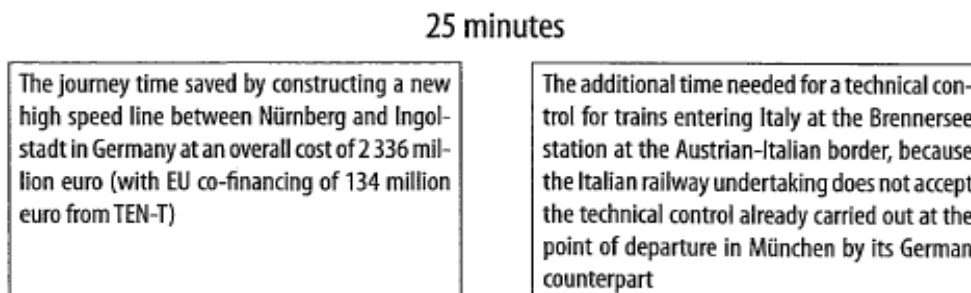 25 minutes
The journey time saved by constructing a new
high speed line between Nürnberg and Ingol-
stadt in Germany at an overall cost of 2 336 mil-
lion euro (with EU co-financing of 134 million
euro from TEN-T)
The additional time needed for a technical con-
trol for trains entering Italy at the Brennersee
station at the Austrian-Italian border, because
the Italian railway undertaking does not accept
the technical control already carried out at the
point of departure in München by its German
counterpart